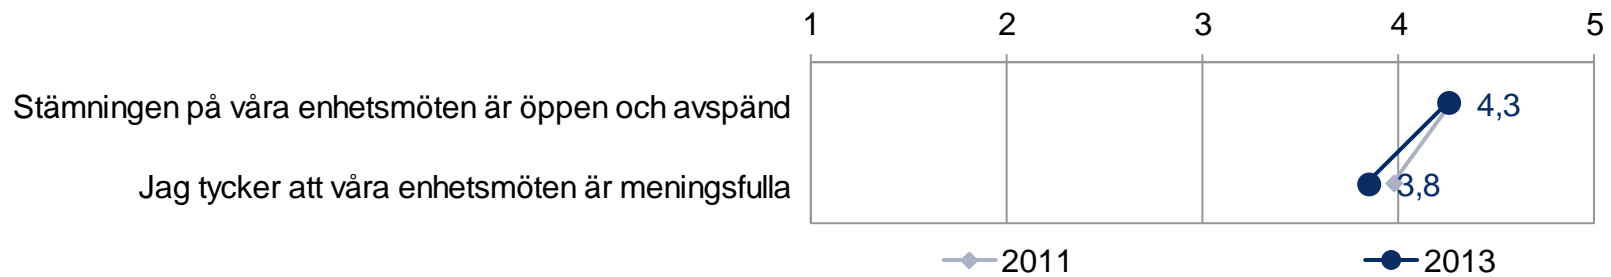 1 2 3 4 5
Stämningen på våra enhetsmöten är öppen och avspänd 4,3
Jag tycker att våra enhetsmöten är meningsfulla 3,8
2011 2013